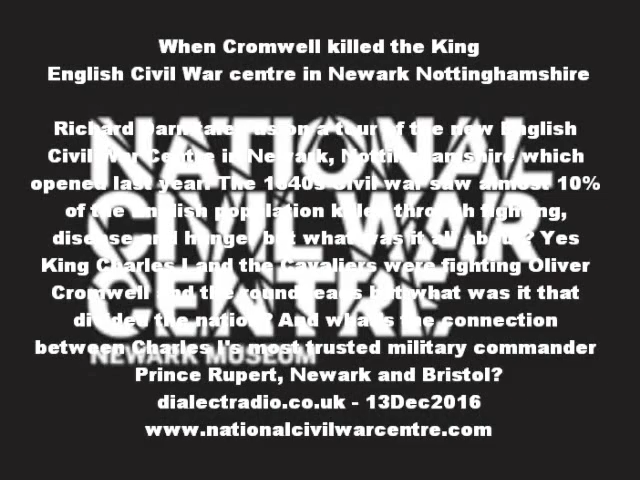 When Cromwell killed the King
English Civil War centre in Newark Nottinghamshire
Richard Darn takes us on a tour of the new English
Civil War Centre in Newark, Nottinghamshire which
opened last year. The 1640s civil war saw almost 10%
of the English population killed through fighting,
disease and hunger but what was it all about? Yes
King Charles I and the Cavaliers were fighting Oliver
Cromwell and the roundheads but what was it that
divided the nation? And what's the connection
between Charles I's most trusted military commander
Prince Rupert, Newark and Bristol?
dialectradio.co.uk - 13Dec2016
www.nationalcivilwarcentre.com
NATIONAL
CIVIL WAR
CENTRE
NEWARK MUSEUM